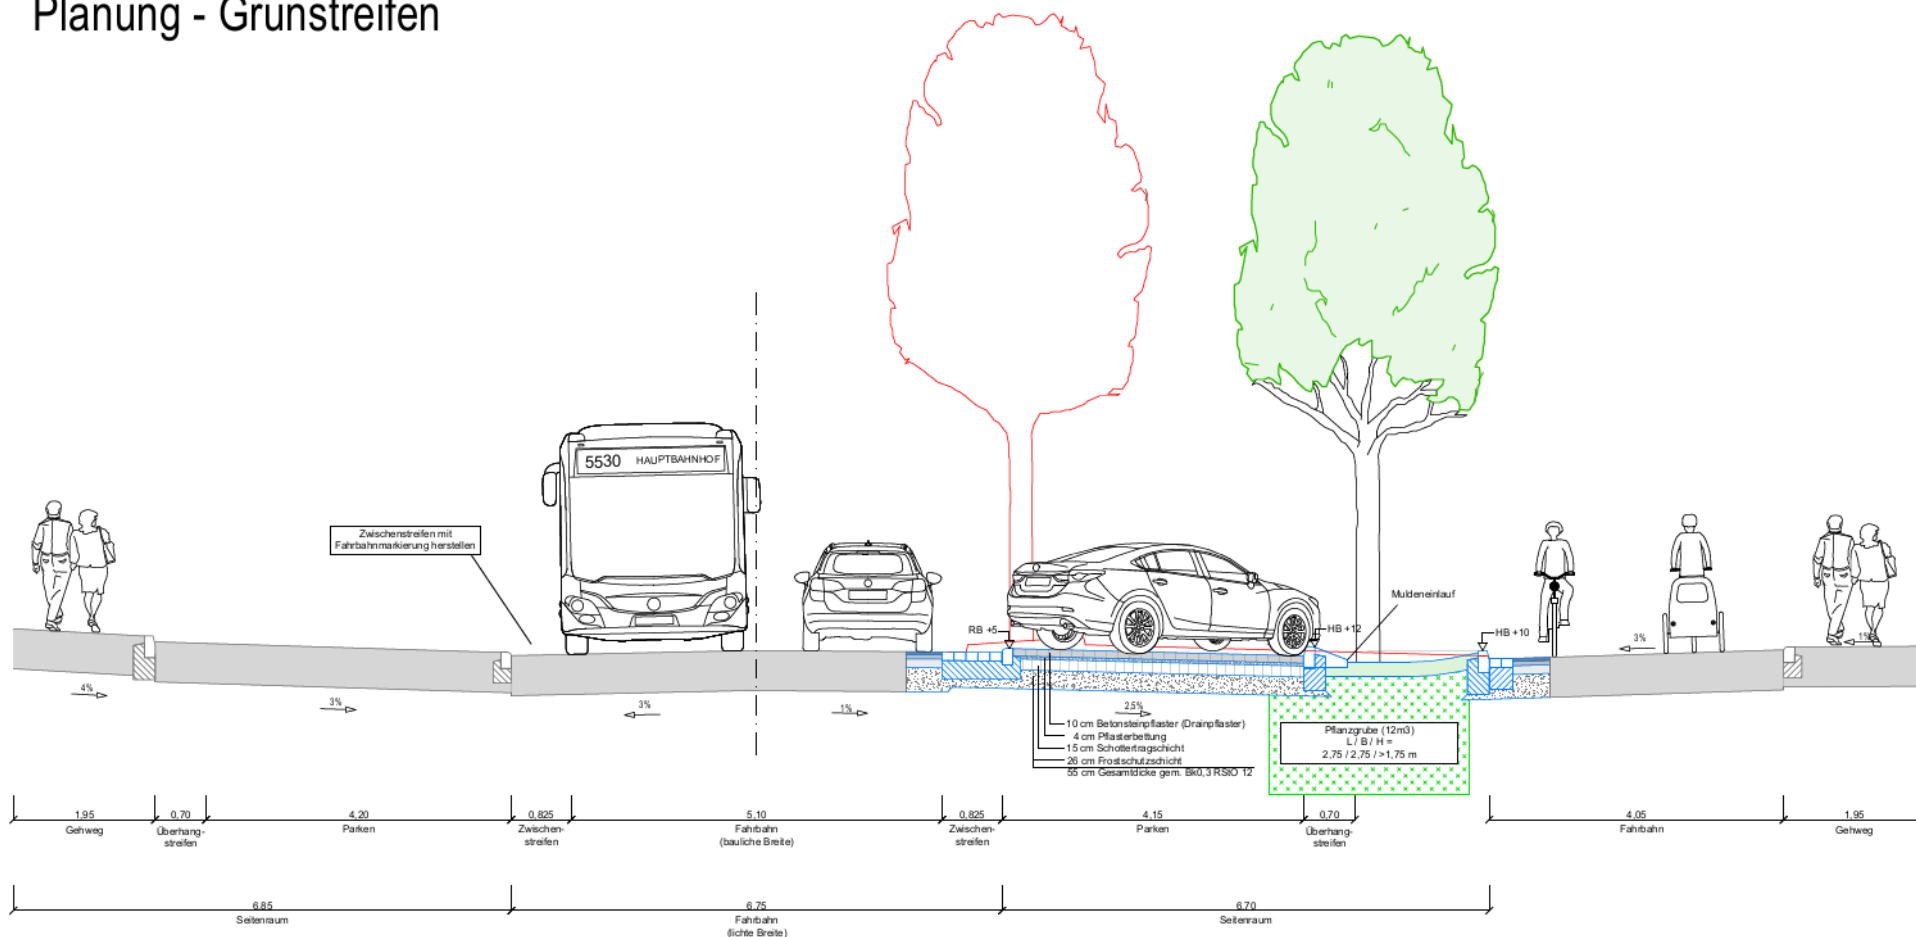 Planung - Grünstreifen
5530 HAUPTBAHNHOF
Zwischenstreifen mit
Fahrbahnmarkierung herstellen
Muldeneinlauf
RB +5
HB +12
HB +10
4%
3%
3%
1%
2,5%
3%
1%
10 cm Betonsteinpflaster (Drainpflaster)
4 cm Pflasterbettung
15 cm Schottertragschicht
26 cm Frostschutzschicht
55 cm Gesamtdicke gem. Bk0,3 RStO 12
Pflanzgrube (12m3)
L / B / H =
2,75 / 2,75 / >1,75 m
1,95
Gehweg
0,70
Überhang-
streifen
4,20
Parken
0,825
Zwischen-
streifen
5,10
Fahrbahn
(bauliche Breite)
0,825
Zwischen-
streifen
4,15
Parken
0,70
Überhang-
streifen
4,05
Fahrbahn
1,95
Gehweg
6,85
Seitenraum
6,75
Fahrbahn
(lichte Breite)
6,70
Seitenraum